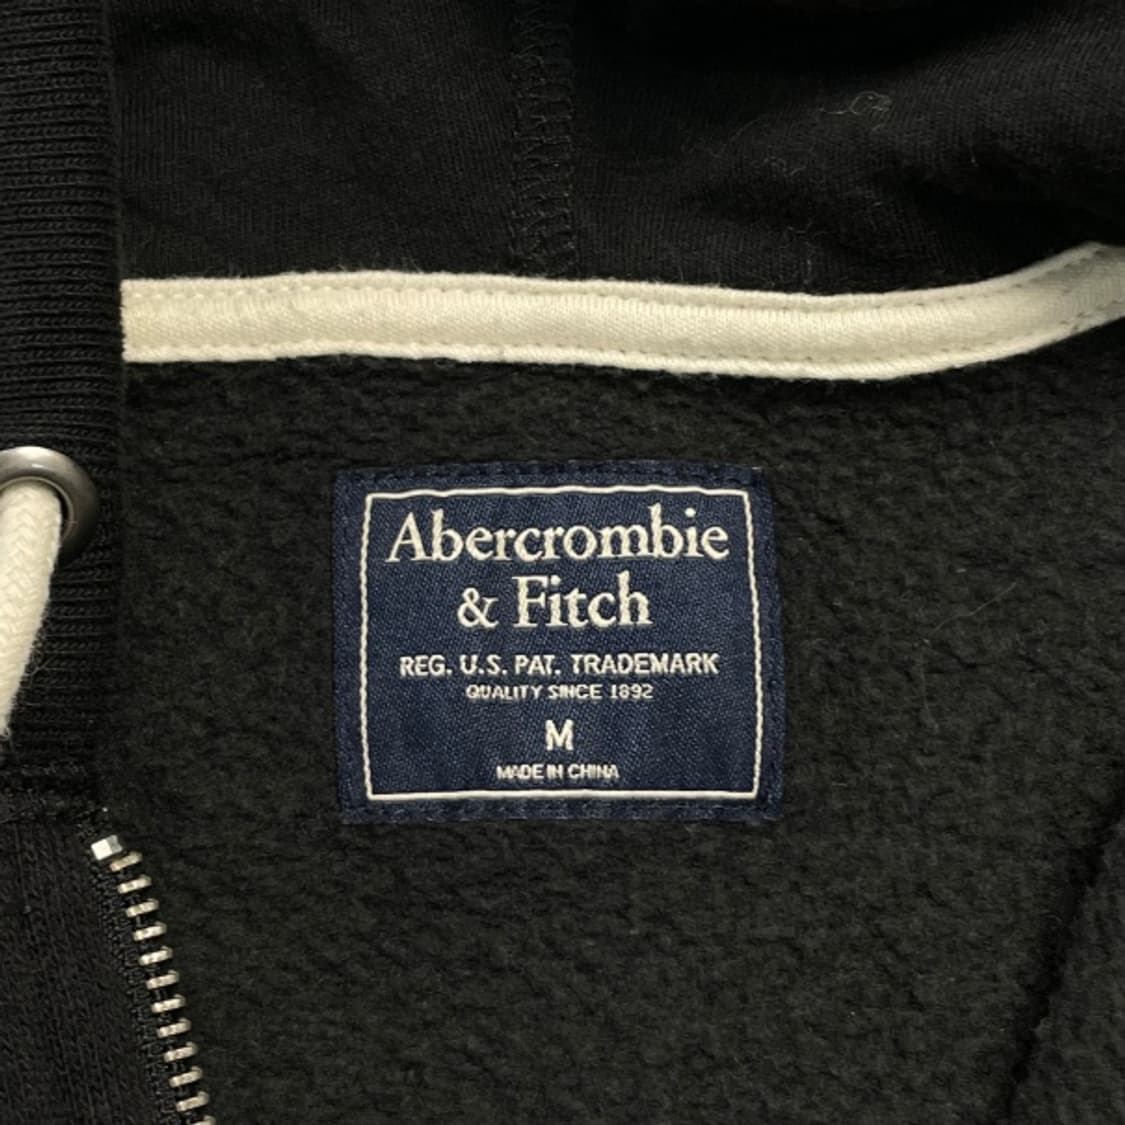 Abercrombie
& Fitch
REG. U.S. PAT. TRADEMARK
QUALITY SINCE 1892
M
MADE IN CHINA